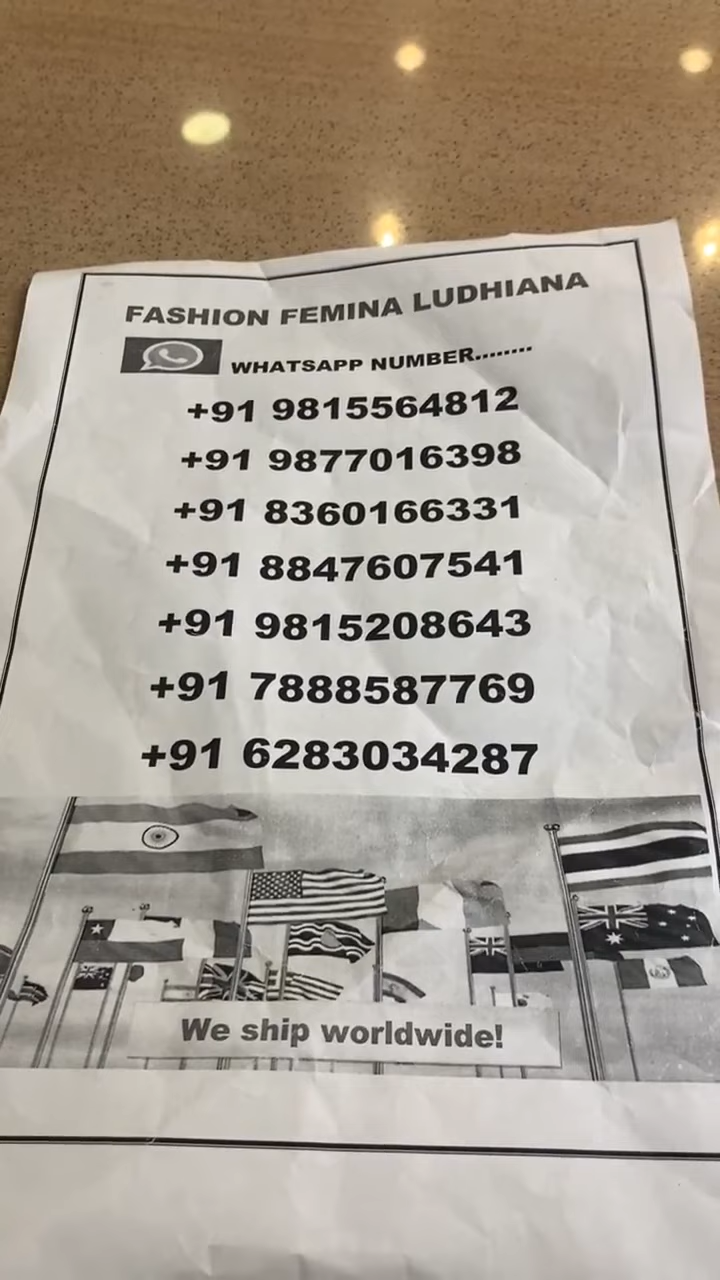 FASHION FEMINA LUDHIANA
WHATSAPP NUMBER........
+91 9815564812
+91 9877016398
+91 8360166331
+91 8847607541
+91 9815208643
+91 7888587769
+91 6283034287
We ship worldwide!